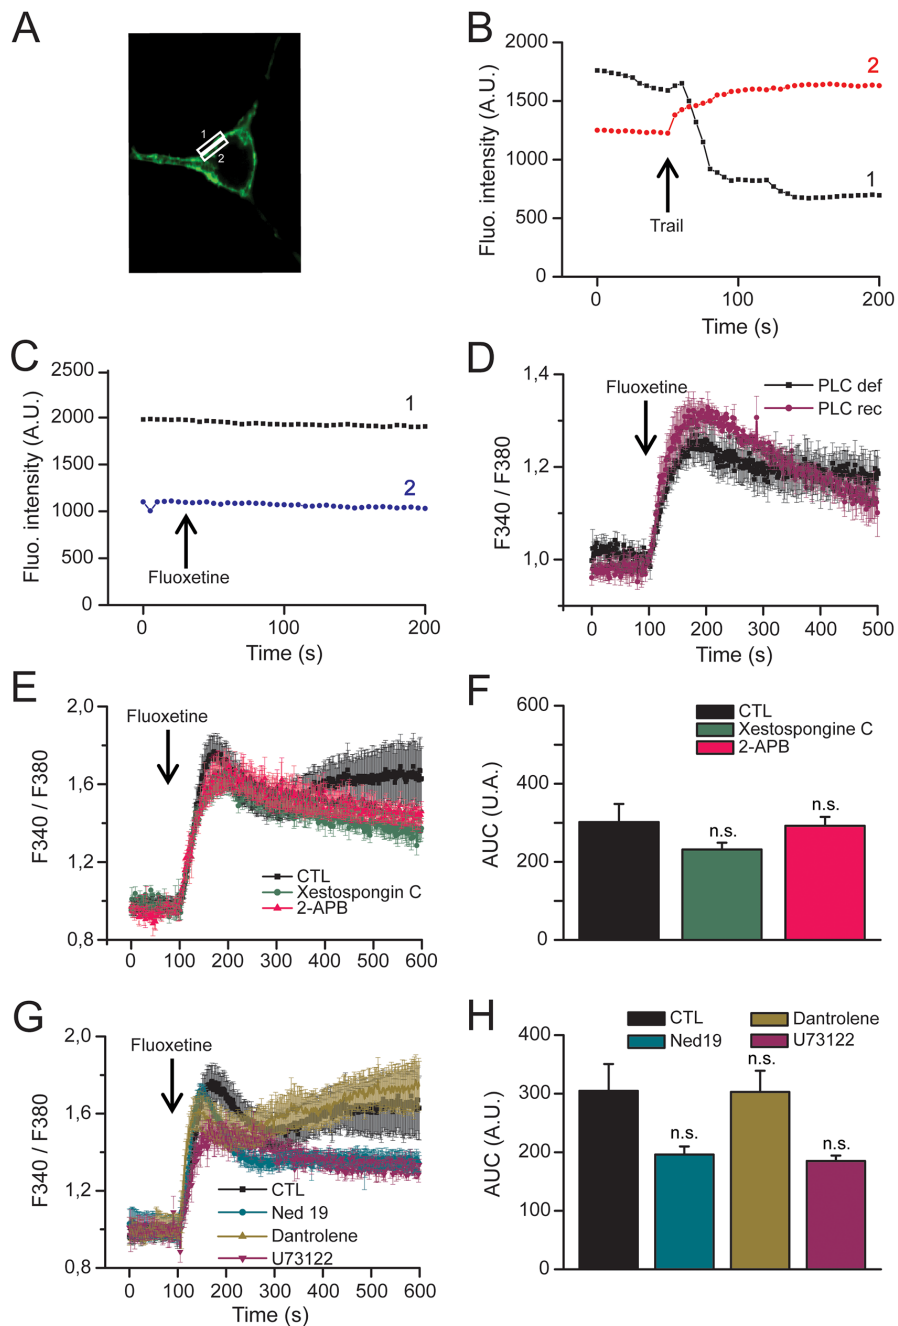 A
1
2
B
Fluo. intensity (A.U.)
2000
1500
1000
500
0
2
1
Trail
0 100 200
Time (s)
C
Fluo. intensity (A.U.)
2500
2000
1500
1000
500
0
1
2
Fluoxetine
0 100 200
Time (s)
D
F340 / F380
1,4
1,2
1,0
Fluoxetine
PLC def
PLC rec
0 100 200 300 400 500
Time (s)
E
F340 / F380
2,0
1,6
1,2
0,8
Fluoxetine
CTL
Xestospongin C
2-APB
0 100 200 300 400 500 600
F
AUC (U.A.)
600
300
200
0
CTL
Xestospongine C
2-APB
n.s.
n.s.
G
F340 / F380
2,0
1,6
1,2
0,8
Fluoxetine
CTL
Ned 19
Dantrolene
U73122
0 100 200 300 400 500 600
Time (s)
H
AUC (A.U.)
400
300
200
100
0
CTL
Dantrolene
Ned19
U73122
n.s.
n.s.
n.s.